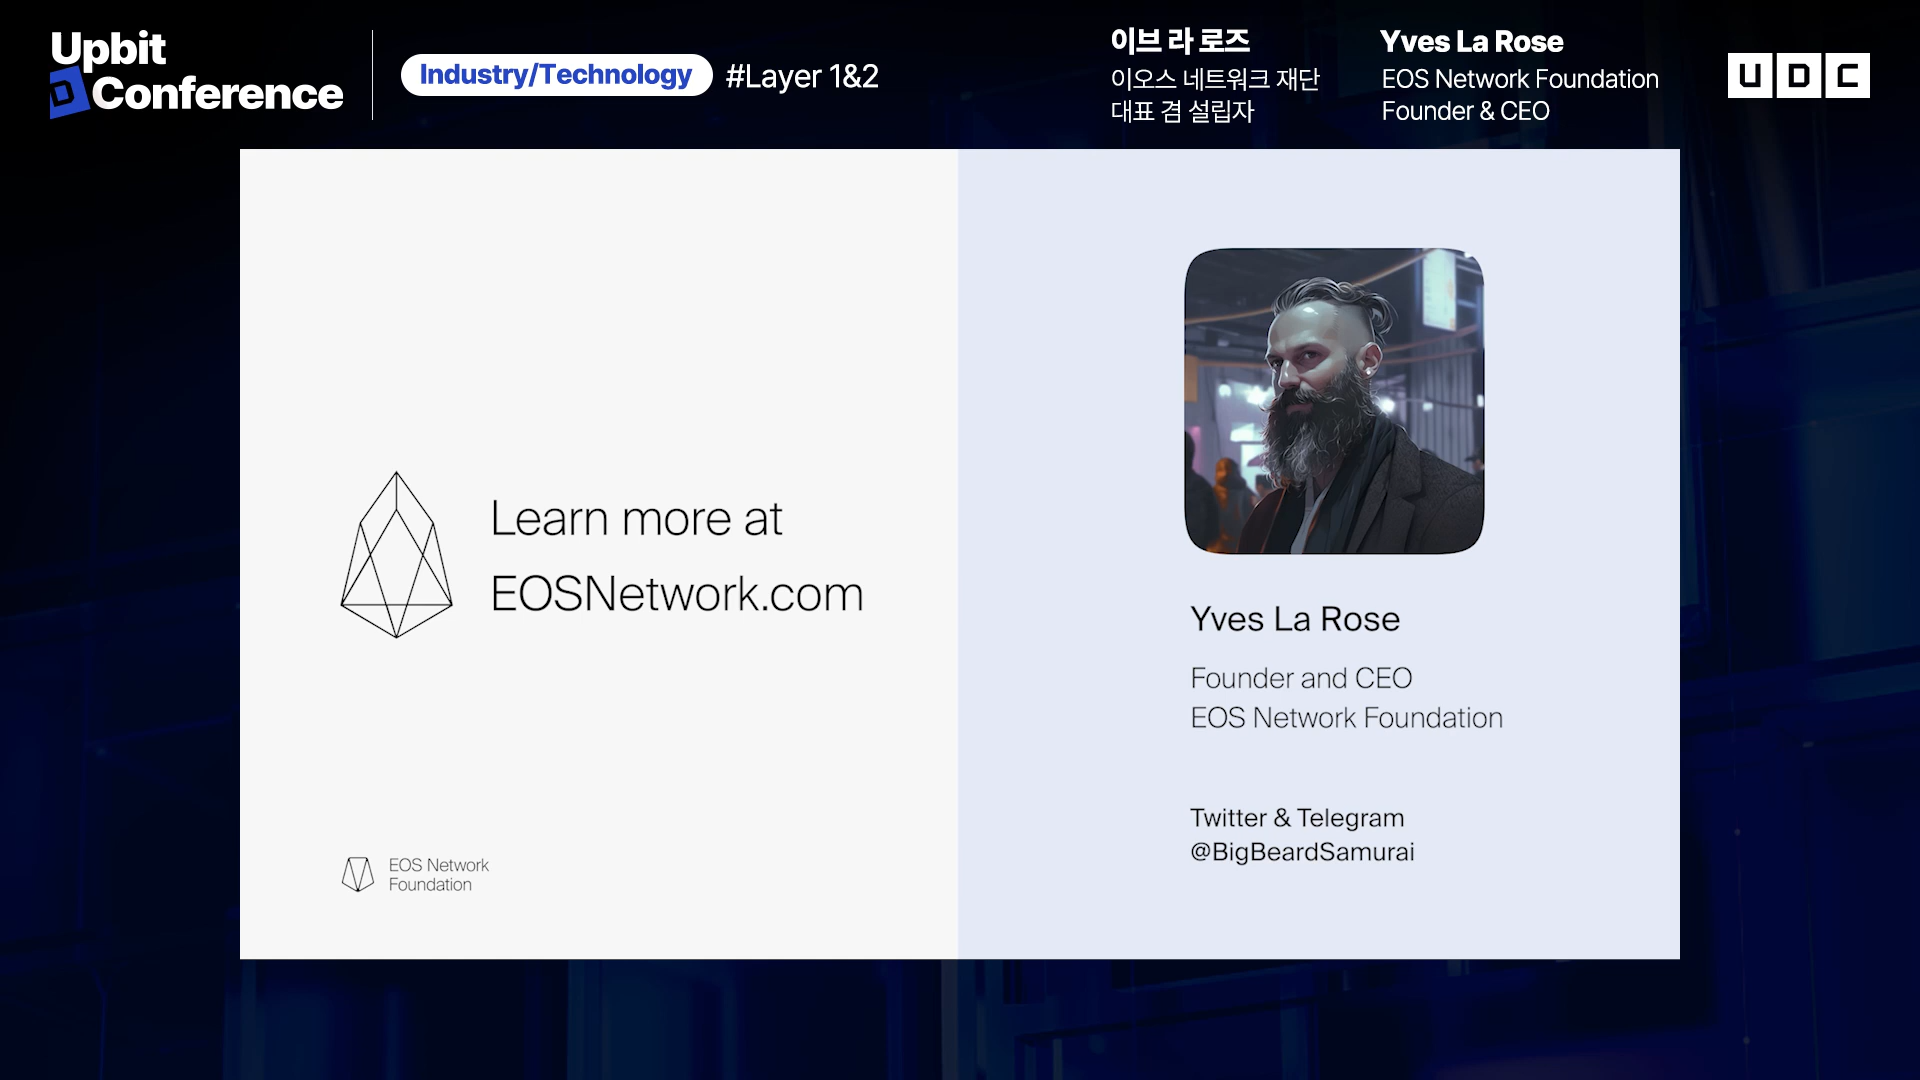 Upbit
D Conference
Industry/Technology #Layer 1&2
이브 라 로즈
이오스 네트워크 재단
대표 겸 설립자
Yves La Rose
EOS Network Foundation
Founder & CEO
UDC
Learn more at
EOSNetwork.com
EOS Network
Foundation
Yves La Rose
Founder and CEO
EOS Network Foundation
Twitter & Telegram
@BigBeardSamurai